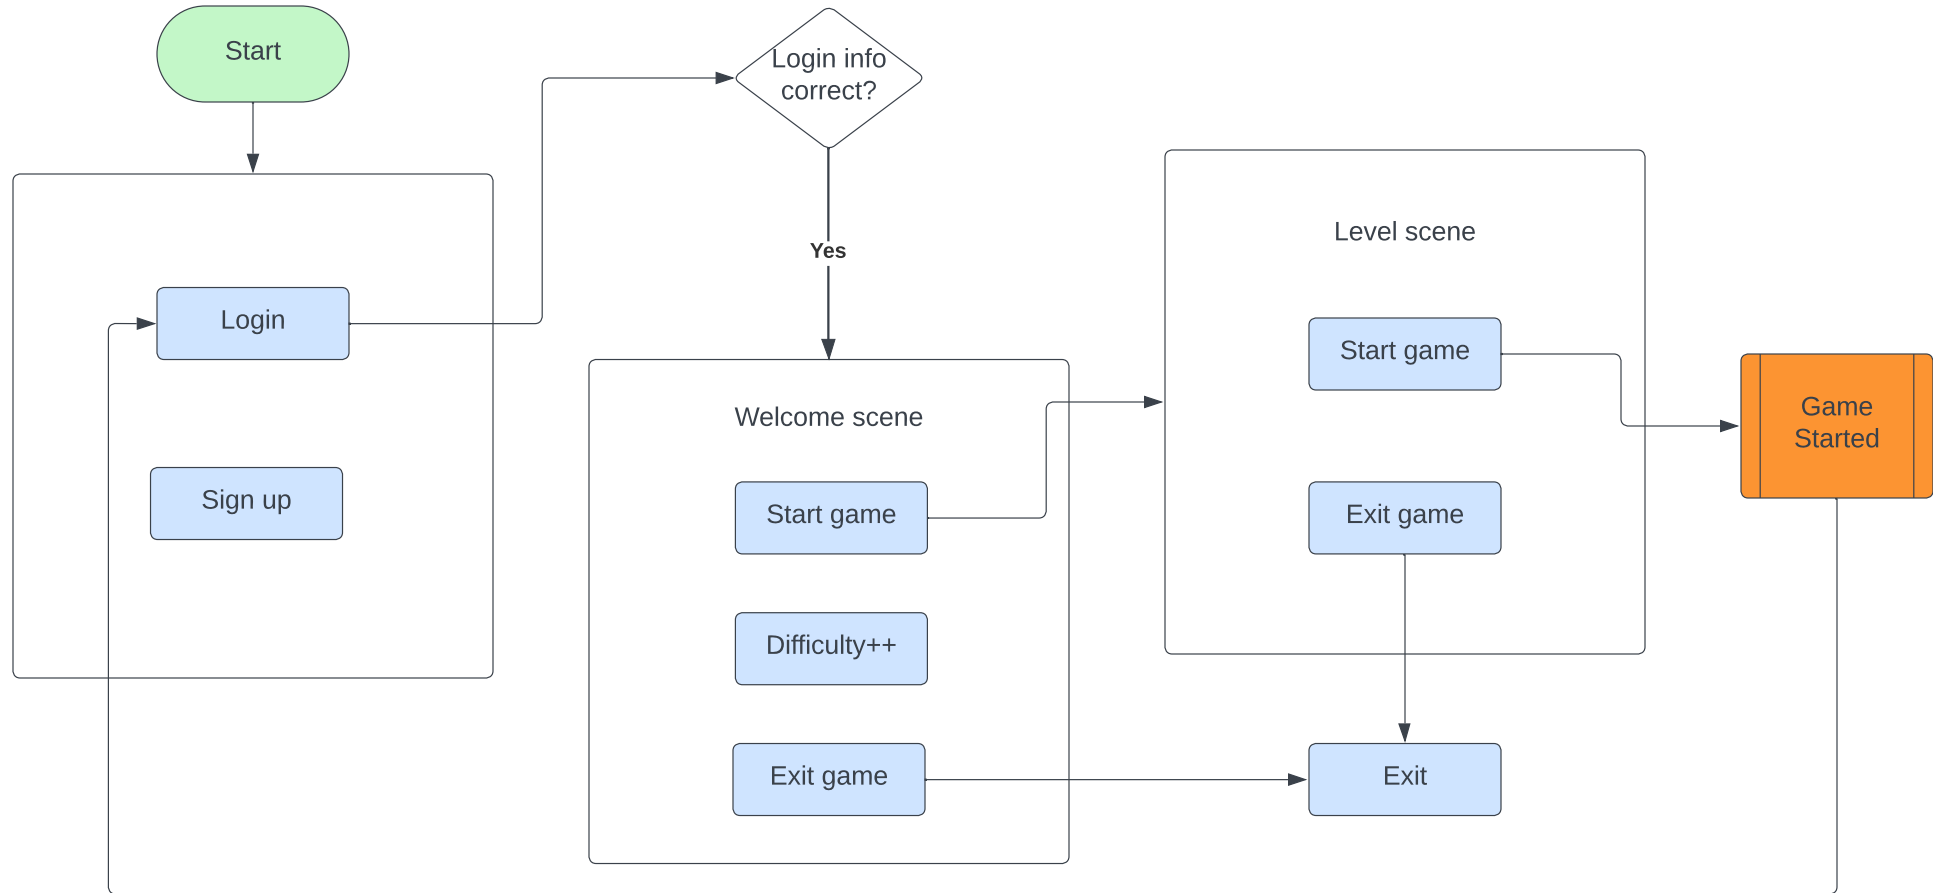 Start
Login
Sign up
Login info
correct?
Yes
Welcome scene
Start game
Difficulty++
Exit game
Level scene
Start game
Exit game
Exit
Game
Started